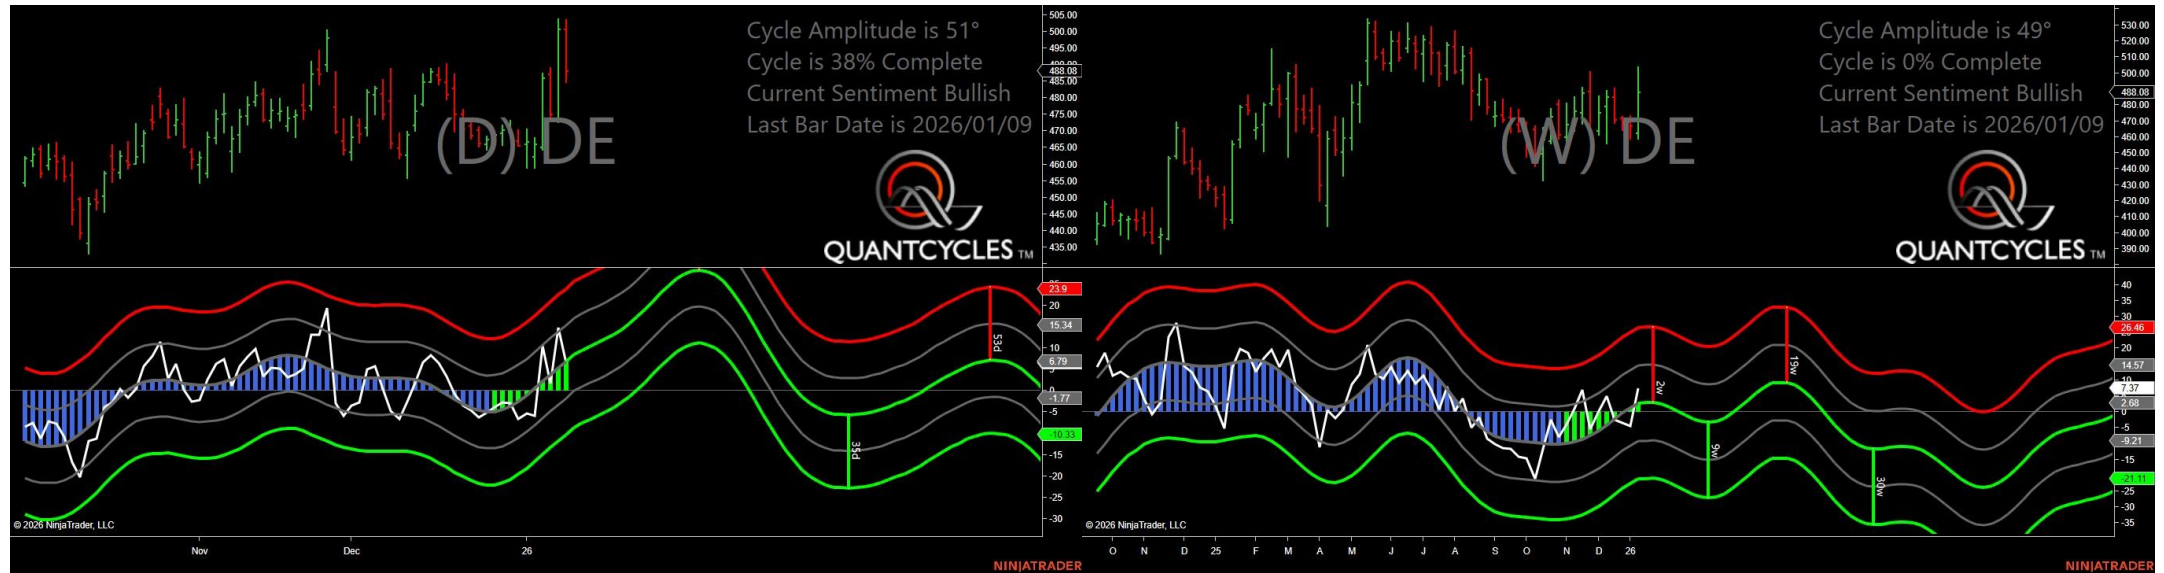 Cycle Amplitude is 51°
Cycle is 38% Complete
Current Sentiment Bullish
Last Bar Date is 2026/01/09
(D) DE
QUANTCYCLES TM
505.00
500.00
495.00
490.00
488.08
485.00
480.00
475.00
470.00
465.00
460.00
455.00
450.00
445.00
440.00
435.00
23.9
20
15.34
10
6.79
0
-1.77
-5
-10.33
-15
-20
-25
-30
53d
35d
© 2026 NinjaTrader, LLC
Nov
Dec
26
NINJATRADER
Cycle Amplitude is 49°
Cycle is 0% Complete
Current Sentiment Bullish
Last Bar Date is 2026/01/09
(W) DE
QUANTCYCLES TM
530.00
520.00
510.00
500.00
488.08
480.00
470.00
460.00
450.00
440.00
430.00
420.00
410.00
400.00
390.00
40
35
30
26.46
20
14.57
10
7.37
2.68
0
-5
-9.21
-15
-21.11
-25
-30
-35
2w
19w
9w
30w
© 2026 NinjaTrader, LLC
O N D 25 F M A M J J A S O N D 26
NINJATRADER